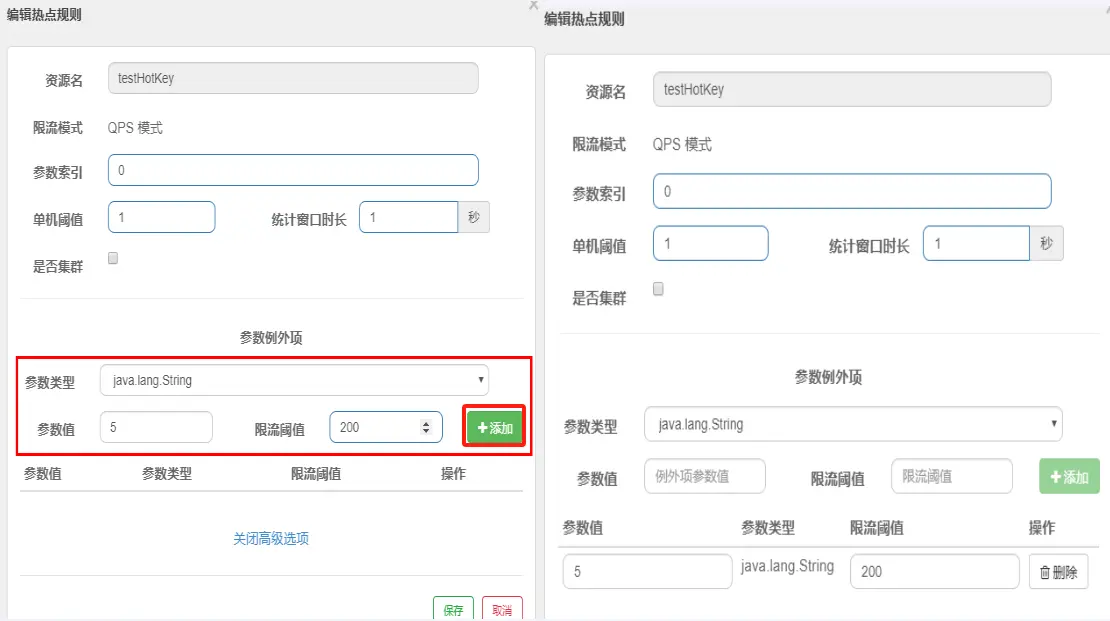 编辑热点规则
资源名 testHotKey
限流模式 QPS 模式
参数索引 0
单机阈值 1 统计窗口时长 1 秒
是否集群
参数例外项
参数类型 java.lang.String
参数值 5 限流阈值 200 添加
参数值 参数类型 限流阈值 操作
关闭高级选项
保存 取消
编辑热点规则
资源名 testHotKey
限流模式 QPS 模式
参数索引 0
单机阈值 1 统计窗口时长 1 秒
是否集群
参数例外项
参数类型 java.lang.String
参数值 例外项参数值 限流阈值 限流阈值 添加
参数值 参数类型 限流阈值 操作
5 java.lang.String 200 删除